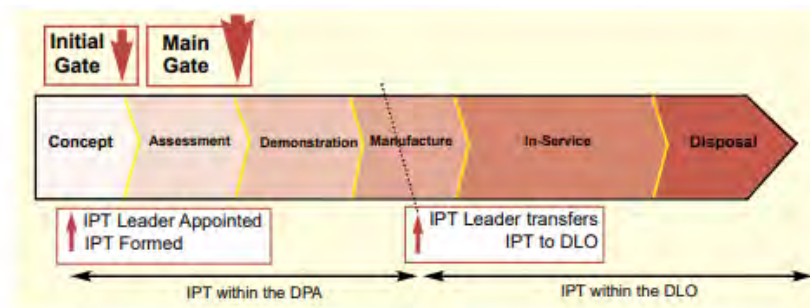 Initial
Gate
Main
Gate
Concept
Assessment
Demonstration
Manufacture
In-Service
Disposal
IPT Leader Appointed
IPT Formed
IPT Leader transfers
IPT to DLO
IPT within the DPA
IPT within the DLO